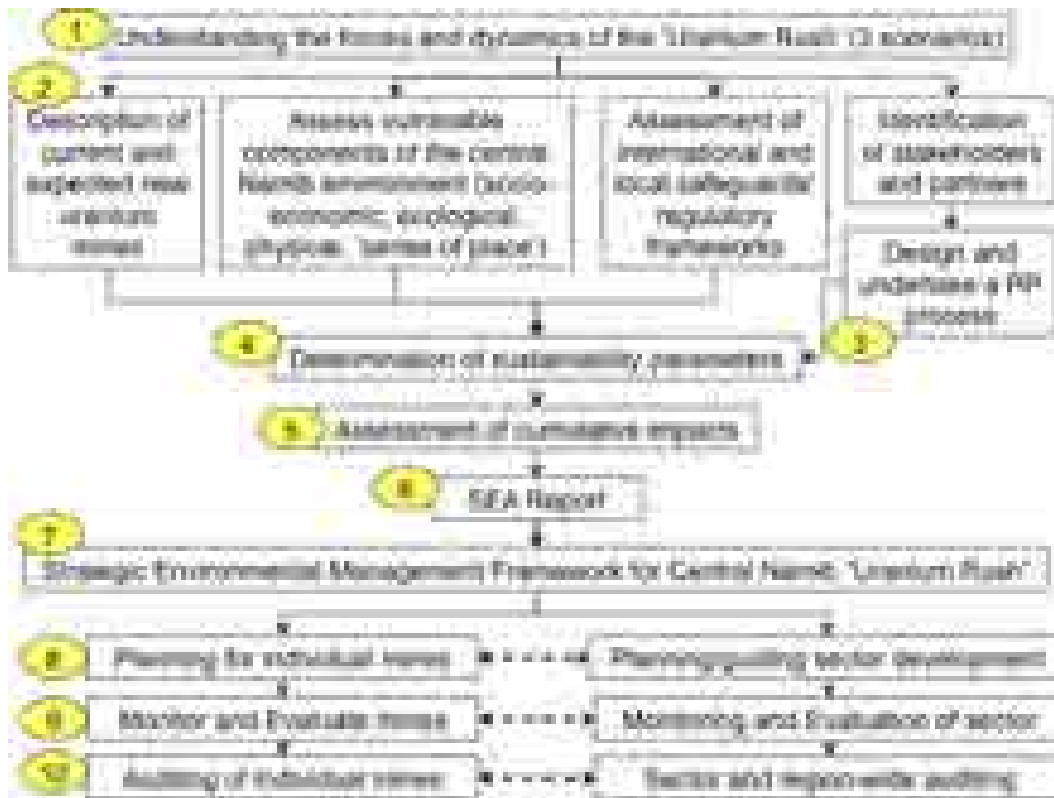 1
Understanding the forces and dynamics of the 'Uranium Rush' (3 scenarios)
2
Description of
current and
expected new
uranium
mines
Assess vulnerable
components of the central
Namib environment (socio-
economic, ecological,
physical, 'sense of place')
Assessment of
international and
local safeguards/
regulatory
frameworks
Identification
of stakeholders
and partners
Design and
undertake a PP
process
3
4
Determination of sustainability parameters
5
Assessment of cumulative impacts
6
SEA Report
7
Strategic Environmental Management Framework for Central Namib 'Uranium Rush'
8
Planning for individual mines
Planning/guiding sector development
9
Monitor and Evaluate mines
Monitoring and Evaluation of sector
10
Auditing of individual mines
Sector and region-wide auditing